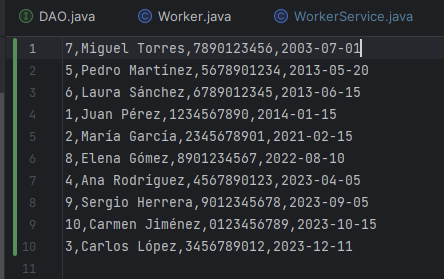 DAO.java Worker.java WorkerService.java
1 7,Miguel Torres,7890123456,2003-07-01
2 5,Pedro Martínez,5678901234,2013-05-20
3 6,Laura Sánchez,6789012345,2013-06-15
4 1,Juan Pérez,1234567890,2014-01-15
5 2,María García,2345678901,2021-02-15
6 8,Elena Gómez,8901234567,2022-08-10
7 4,Ana Rodríguez,4567890123,2023-04-05
8 9,Sergio Herrera,9012345678,2023-09-05
9 10,Carmen Jiménez,0123456789,2023-10-15
10 3,Carlos López,3456789012,2023-12-11
11